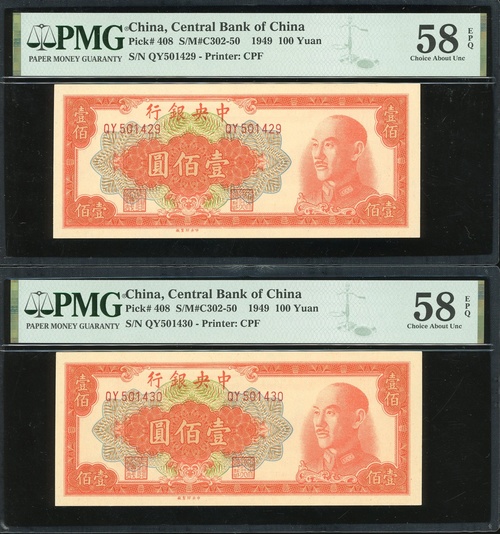 PMG
PAPER MONEY GUARANTY
China, Central Bank of China
Pick# 408 S/M#C302-50 1949 100 Yuan
S/N QY501429 - Printer: CPF
58 EPQ
Choice About Unc
行銀央中
壹佰
壹佰
QY501429
QY501429
圓佰壹
佰壹
佰壹
PMG
PAPER MONEY GUARANTY
China, Central Bank of China
Pick# 408 S/M#C302-50 1949 100 Yuan
S/N QY501430 - Printer: CPF
58 EPQ
Choice About Unc
行銀央中
壹佰
壹佰
QY501430
QY501430
圓佰壹
佰壹
佰壹